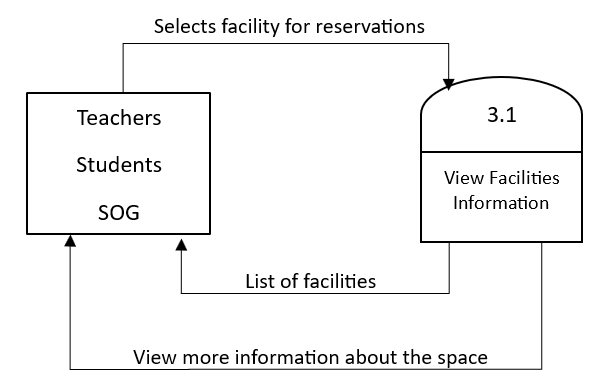 Selects facility for reservations
Teachers
Students
SOG
3.1
View Facilities
Information
List of facilities
View more information about the space